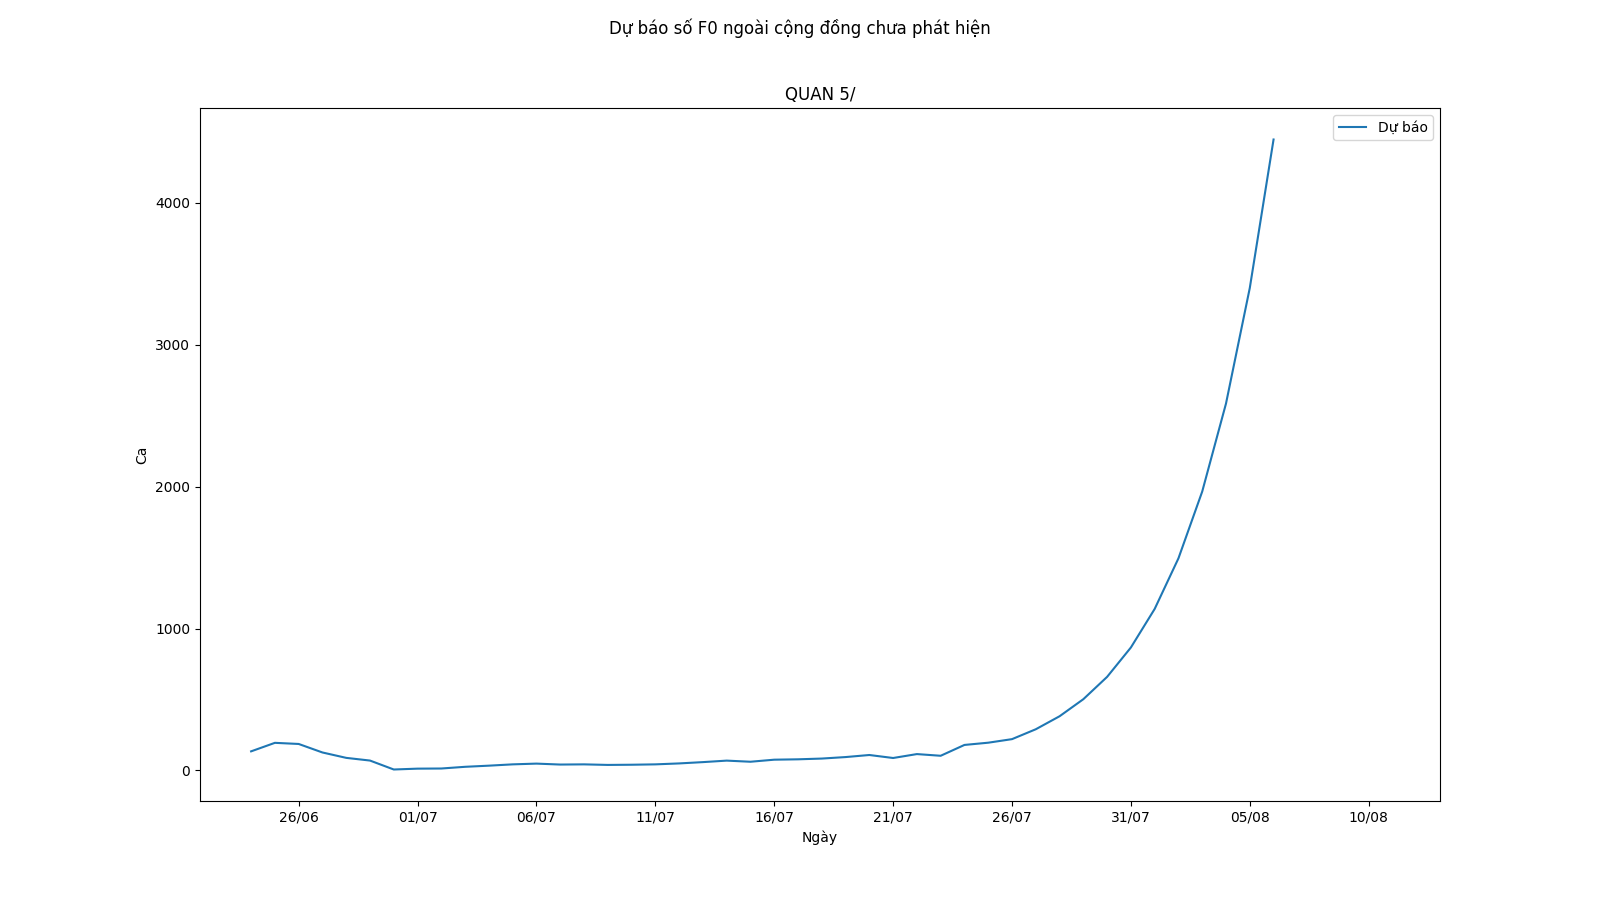 Dự báo số F0 ngoài cộng đồng chưa phát hiện
QUAN 5/
Dự báo
4000
3000
2000
1000
0
Ca
26/06 01/07 06/07 11/07 16/07 21/07 26/07 31/07 05/08 10/08
Ngày